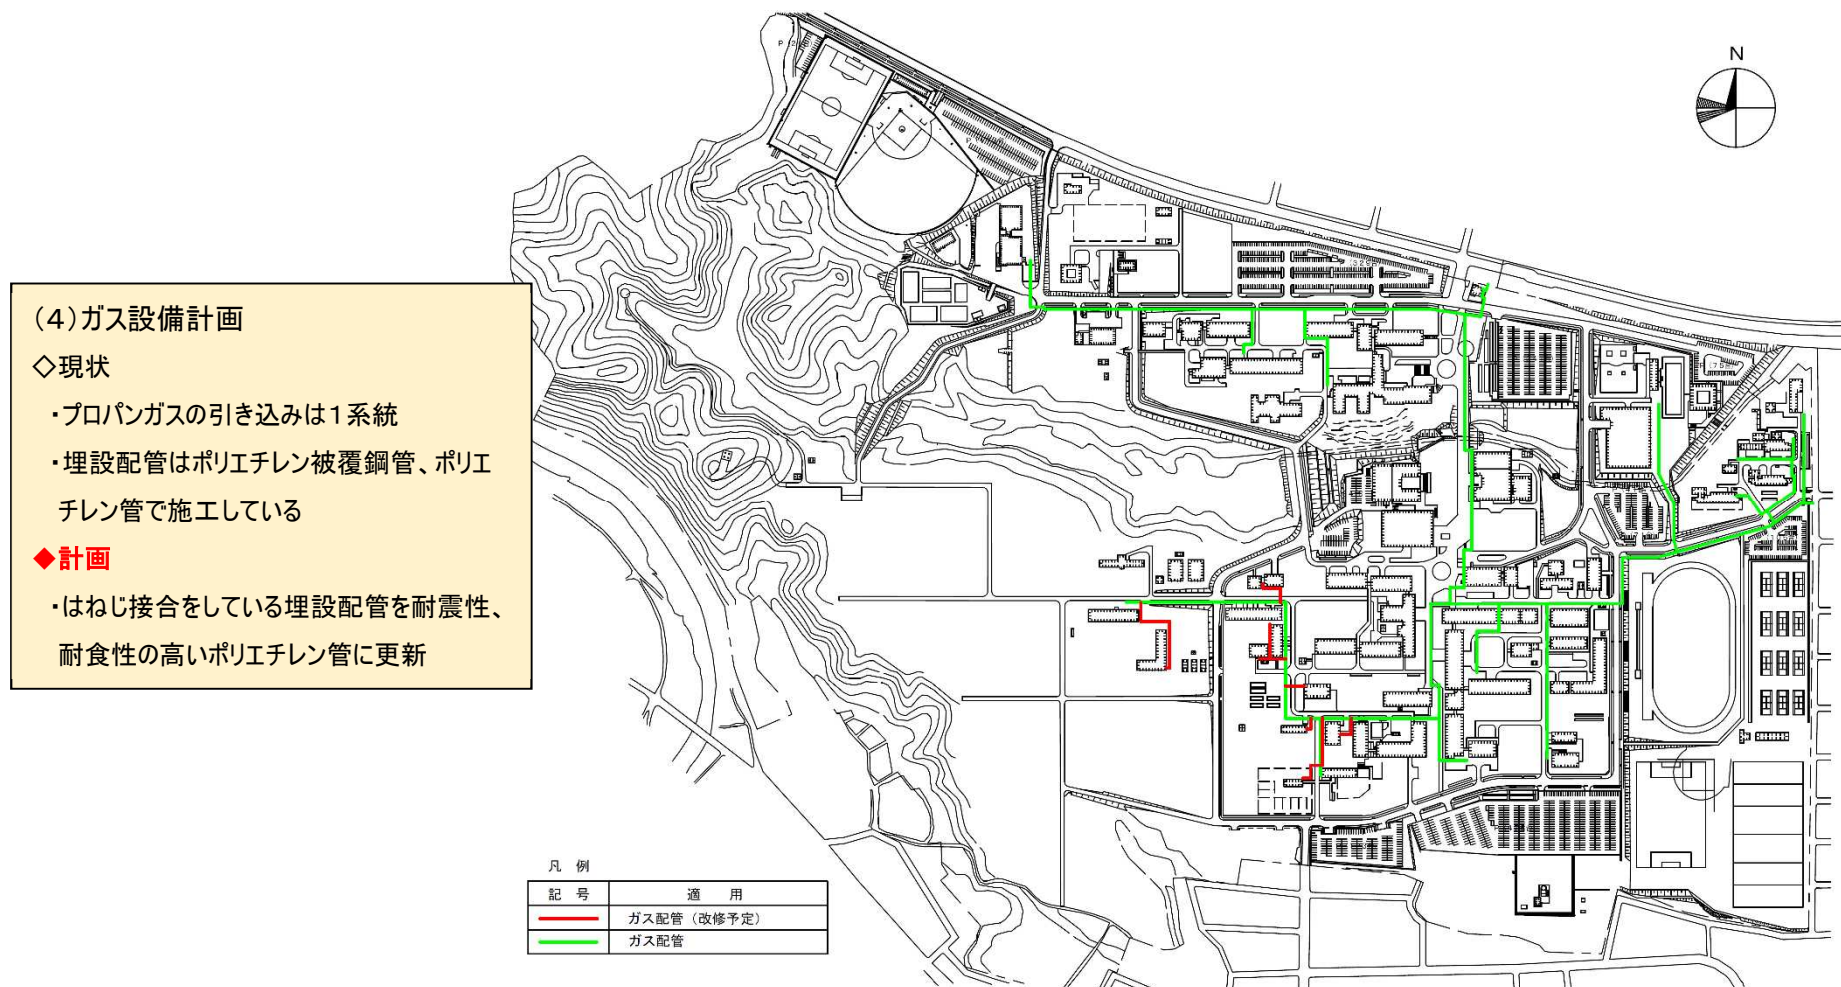 (4)ガス設備計画
◇現状
・プロパンガスの引き込みは1系統
・埋設配管はポリエチレン被覆鋼管、ポリエ
チレン管で施工している
◆計画
・はねじ接合をしている埋設配管を耐震性、
耐食性の高いポリエチレン管に更新
N
凡 例
記 号 適 用
ガス配管（改修予定）
ガス配管